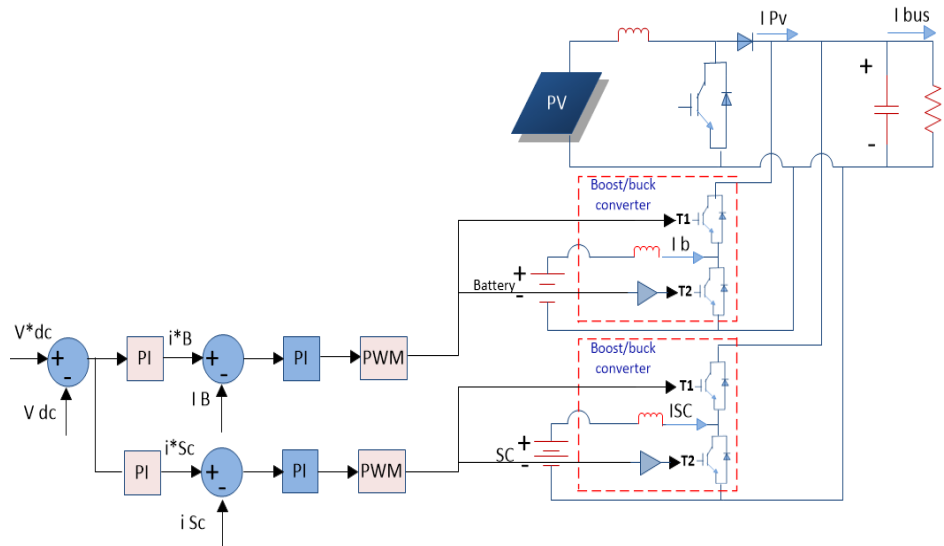 I Pv
I bus
PV
+
-
Boost/buck
converter
T1
I b
+
Battery
-
T2
V*dc
+
-
V dc
PI
i*B
+
-
I B
PI
PWM
Boost/buck
converter
T1
ISC
+
SC
-
T2
PI
i*Sc
+
-
i Sc
PI
PWM